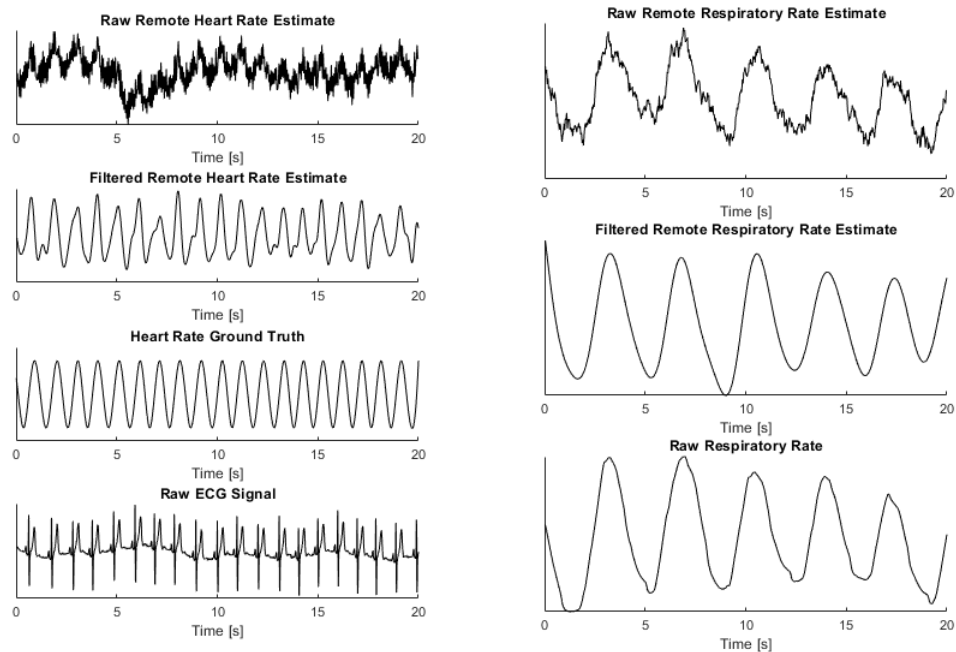 Raw Remote Heart Rate Estimate
0 5 10 15 20
Time [s]
Filtered Remote Heart Rate Estimate
0 5 10 15 20
Time [s]
Heart Rate Ground Truth
0 5 10 15 20
Time [s]
Raw ECG Signal
0 5 10 15 20
Time [s]
Raw Remote Respiratory Rate Estimate
0 5 10 15 20
Time [s]
Filtered Remote Respiratory Rate Estimate
0 5 10 15 20
Time [s]
Raw Respiratory Rate
0 5 10 15 20
Time [s]